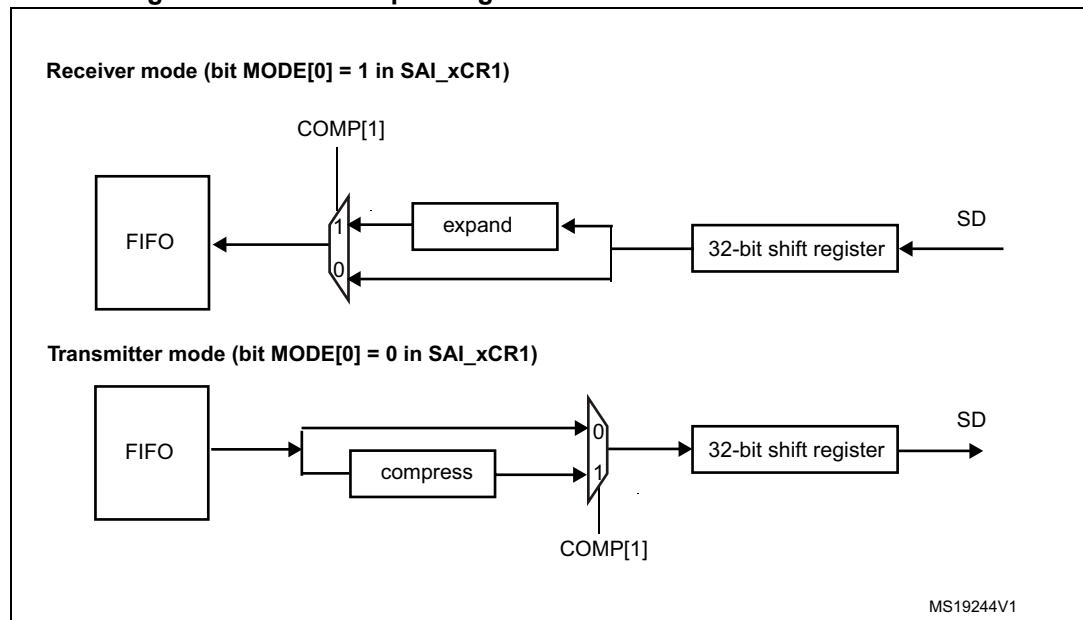 Receiver mode (bit MODE[0] = 1 in SAI_xCR1)
COMP[1]
FIFO
1
0
expand
32-bit shift register
SD
Transmitter mode (bit MODE[0] = 0 in SAI_xCR1)
FIFO
compress
0
1
COMP[1]
32-bit shift register
SD
MS19244V1